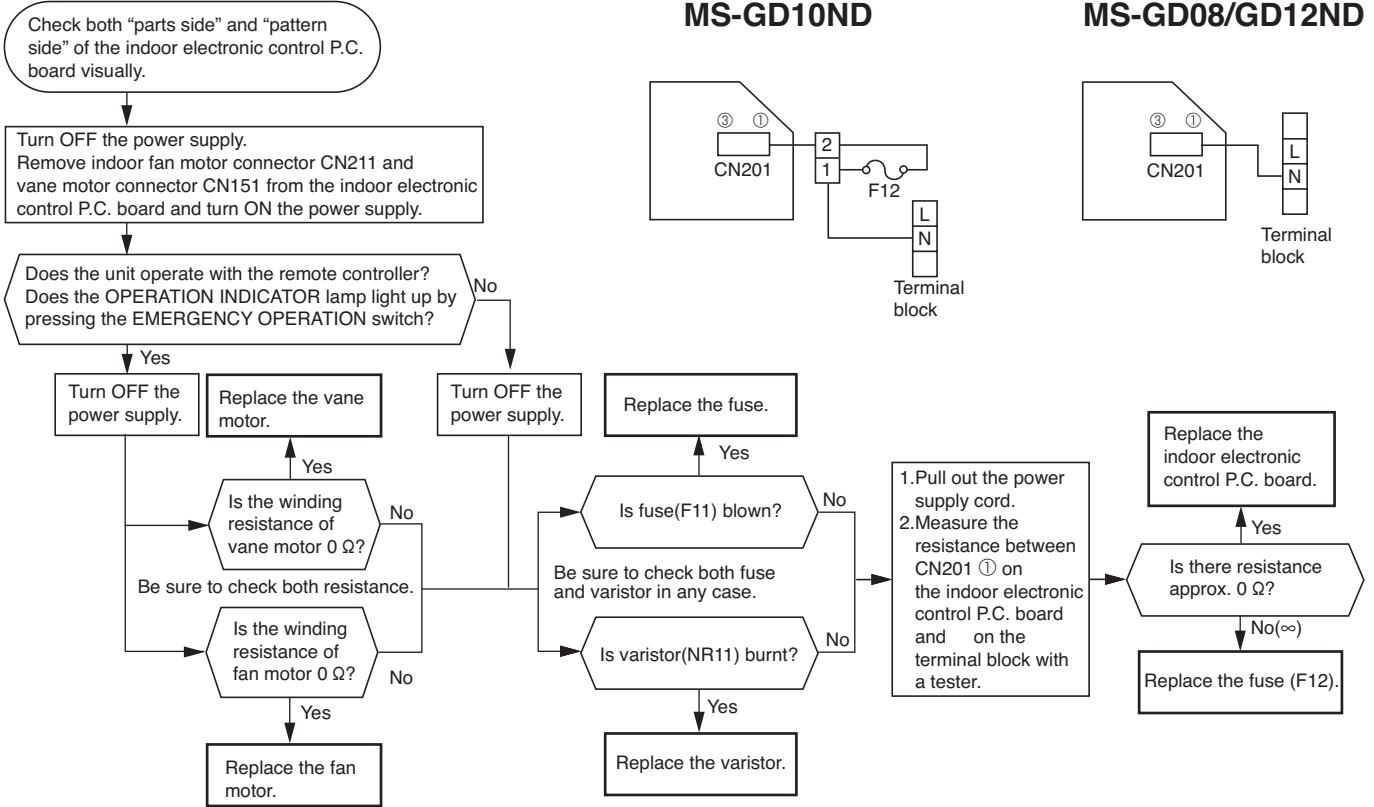 MS-GD10ND
MS-GD08/GD12ND
Check both “parts side” and “pattern
side” of the indoor electronic control P.C.
board visually.
Turn OFF the power supply.
Remove indoor fan motor connector CN211 and
vane motor connector CN151 from the indoor electronic
control P.C. board and turn ON the power supply.
Does the unit operate with the remote controller?
Does the OPERATION INDICATOR lamp light up by
pressing the EMERGENCY OPERATION switch?
No
Yes
③ ①
CN201
2
1
F12
L
N
Terminal
block
③ ①
CN201
L
N
Terminal
block
Turn OFF the
power supply.
Replace the vane
motor.
Yes
Is the winding
resistance of
vane motor 0 Ω?
No
Be sure to check both resistance.
Is the winding
resistance of
fan motor 0 Ω?
No
Yes
Replace the fan
motor.
Turn OFF the
power supply.
Replace the fuse.
Yes
Is fuse(F11) blown?
No
Be sure to check both fuse
and varistor in any case.
Is varistor(NR11) burnt?
No
Yes
Replace the varistor.
1.Pull out the power
supply cord.
2.Measure the
resistance between
CN201 ① on
the indoor electronic
control P.C. board
and on the
terminal block with
a tester.
Replace the
indoor electronic
control P.C. board.
Yes
Is there resistance
approx. 0 Ω?
No(∞)
Replace the fuse (F12).